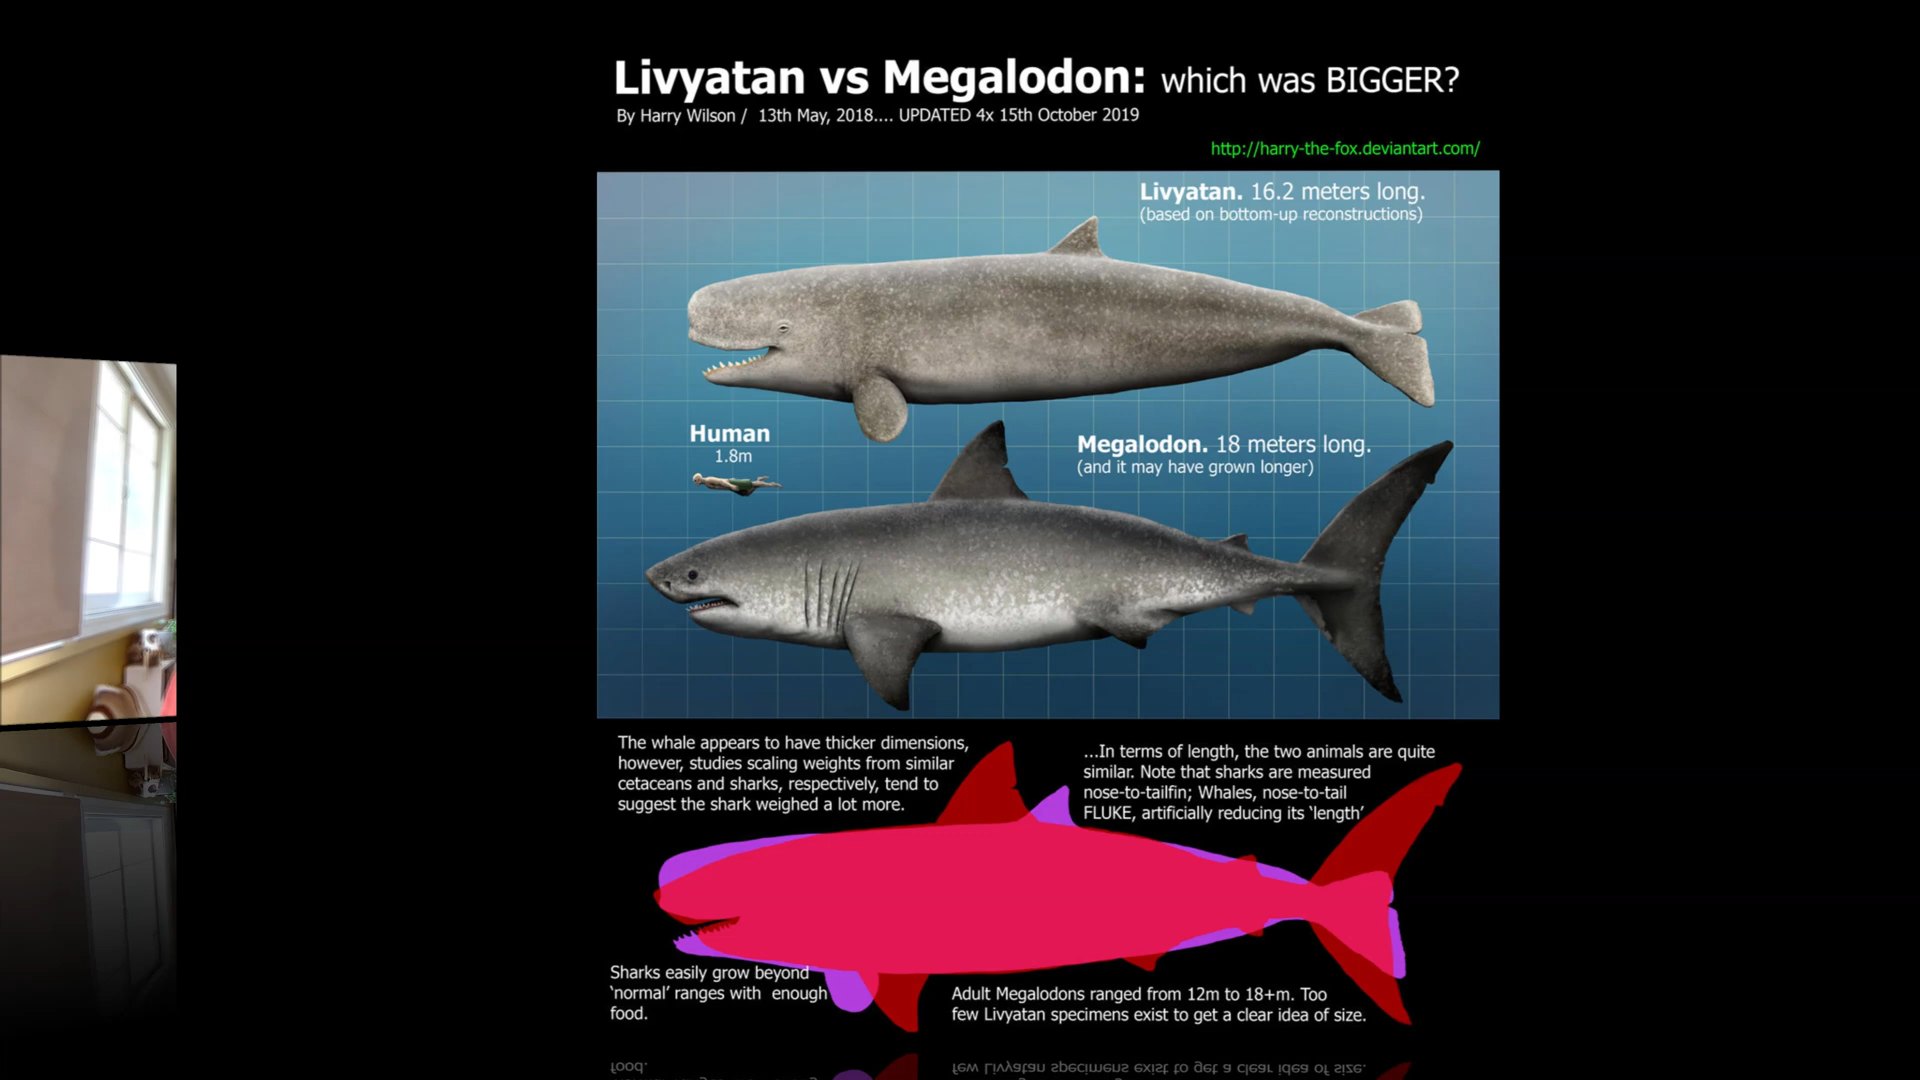 Livyatan vs Megalodon: which was BIGGER?
By Harry Wilson / 13th May, 2018.... UPDATED 4x 15th October 2019
http://harry-the-fox.deviantart.com/
Livyatan. 16.2 meters long.
(based on bottom-up reconstructions)
Human
1.8m
Megalodon. 18 meters long.
(and it may have grown longer)
The whale appears to have thicker dimensions,
however, studies scaling weights from similar
cetaceans and sharks, respectively, tend to
suggest the shark weighed a lot more.
...In terms of length, the two animals are quite
similar. Note that sharks are measured
nose-to-tailfin; Whales, nose-to-tail
FLUKE, artificially reducing its ‘length’
Sharks easily grow beyond
‘normal’ ranges with enough
food.
Adult Megalodons ranged from 12m to 18+m. Too
few Livyatan specimens exist to get a clear idea of size.